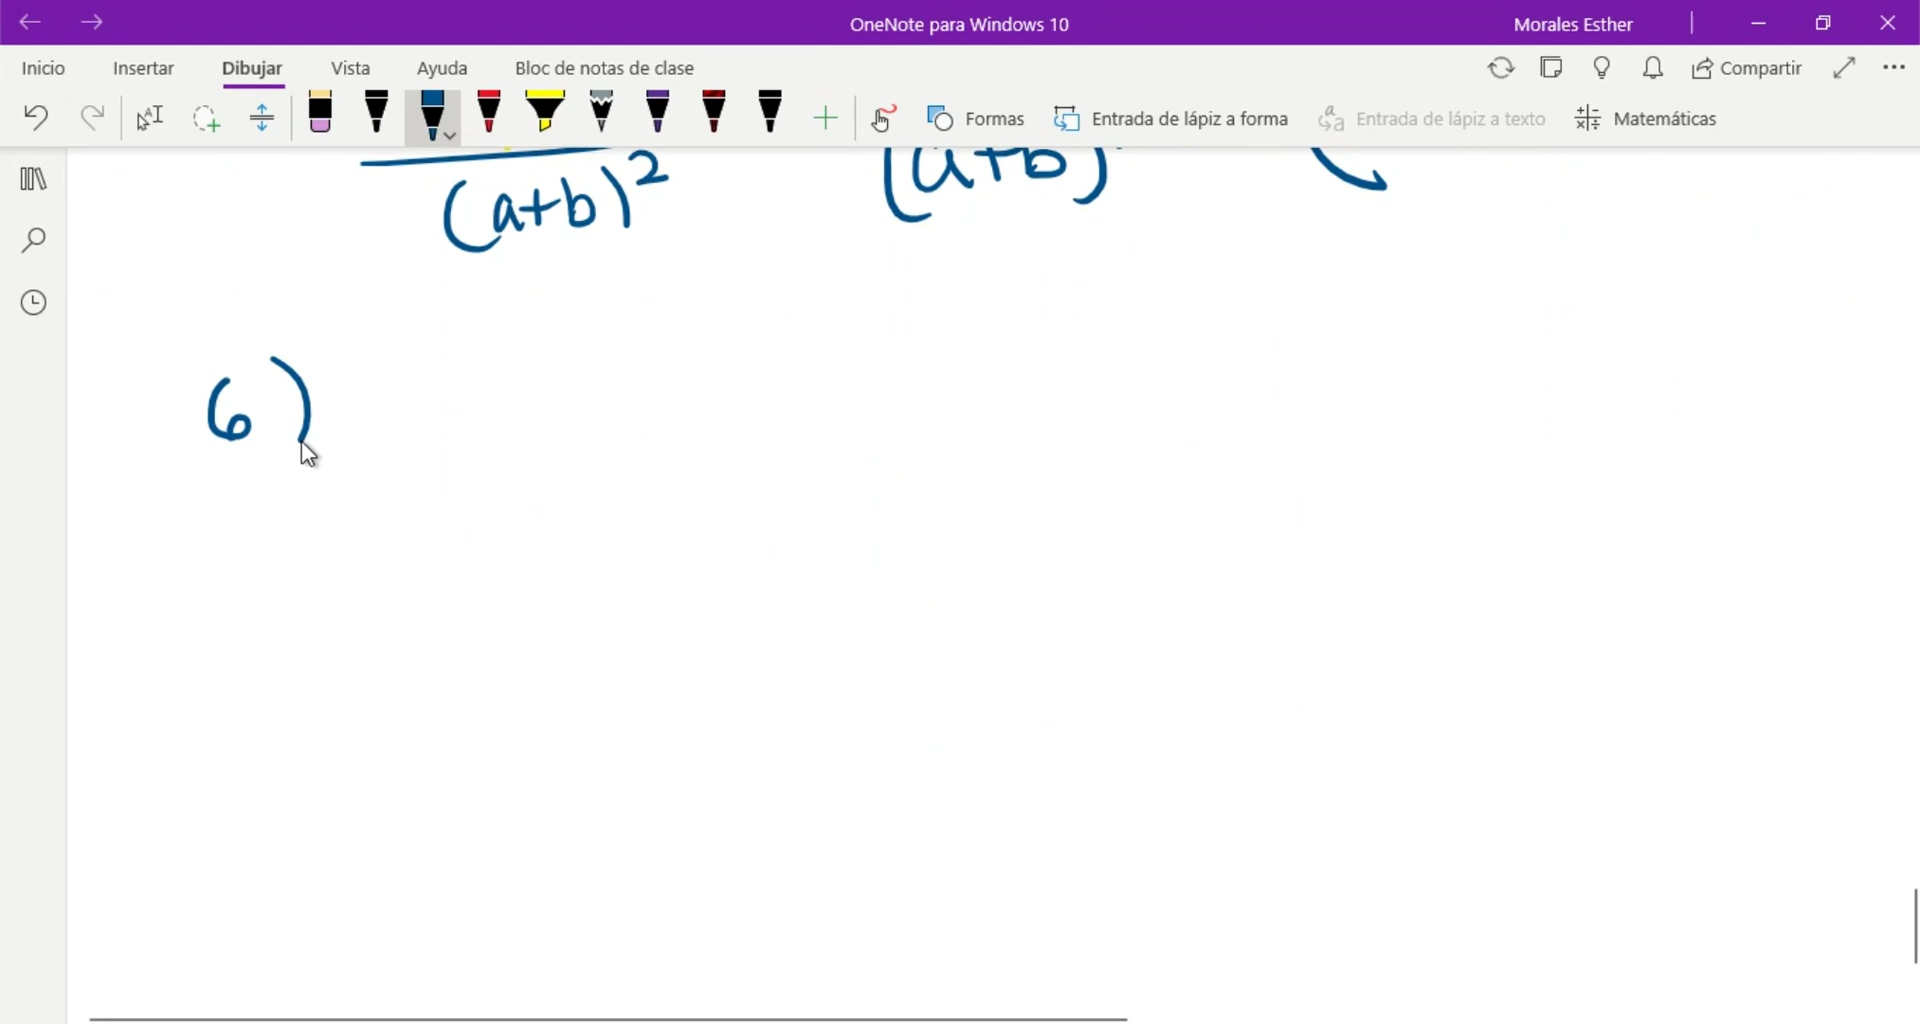 OneNote para Windows 10
Morales Esther
Inicio
Insertar
Dibujar
Vista
Ayuda
Bloc de notas de clase
Compartir
Formas
Entrada de lápiz a forma
Entrada de lápiz a texto
Matemáticas
(a+b)²
(a+b)
6)